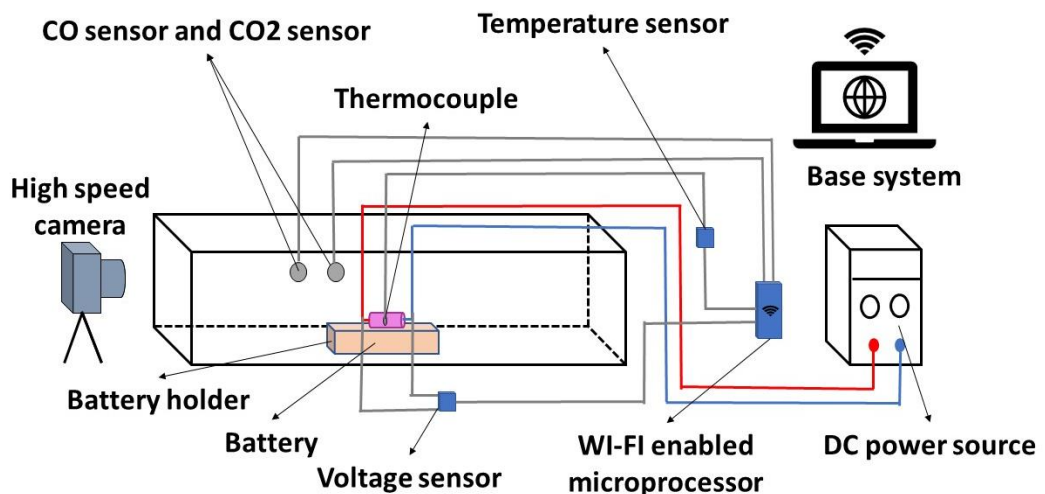 CO sensor and CO2 sensor
Temperature sensor
Thermocouple
High speed
camera
Base system
Battery holder
Battery
Voltage sensor
WI-FI enabled
microprocessor
DC power source